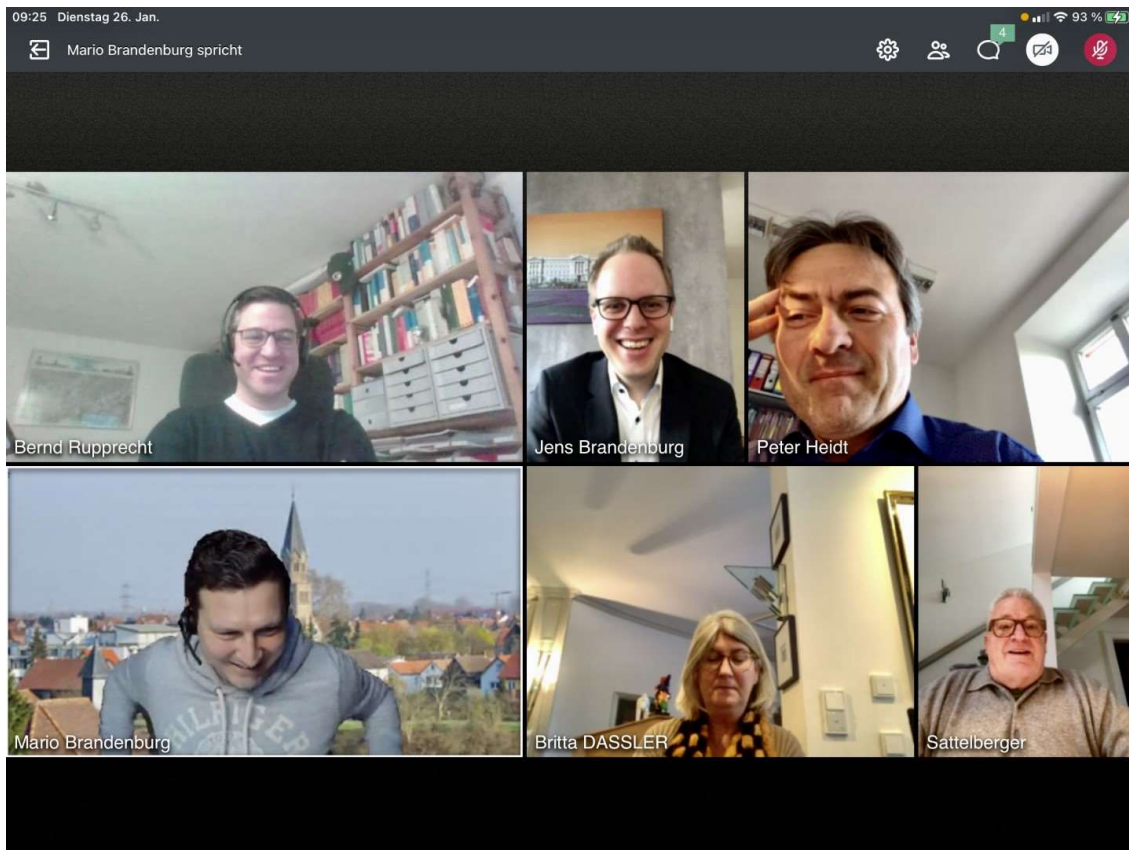 09:25 Dienstag 26. Jan.
93 %
Mario Brandenburg spricht
4
Bernd Rupprecht
Jens Brandenburg
Peter Heidt
HILFIGER
Mario Brandenburg
Britta DASSLER
Sattelberger